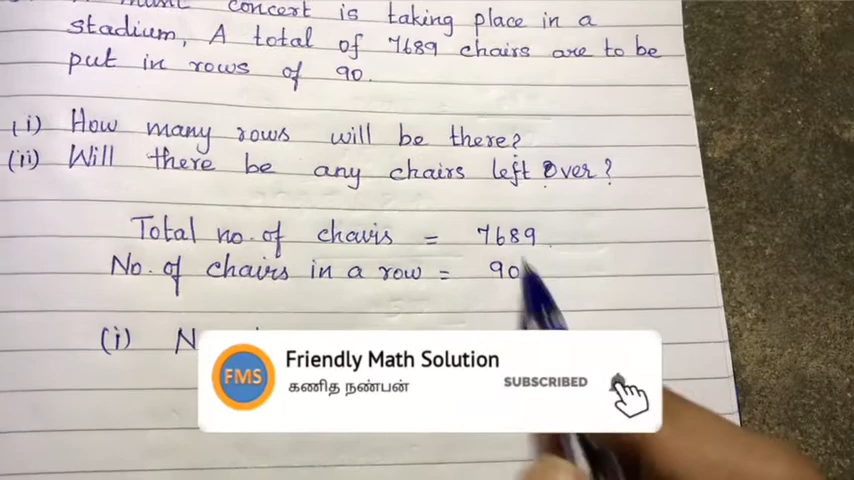 music concert is taking place in a
stadium. A total of 7689 chairs are to be
put in rows of 90.
(i) How many rows will be there?
(ii) Will there be any chairs left over?
Total no. of chairs = 7689
No. of chairs in a row = 90
(i) N
FMS
Friendly Math Solution
கணித நண்பன்
SUBSCRIBED